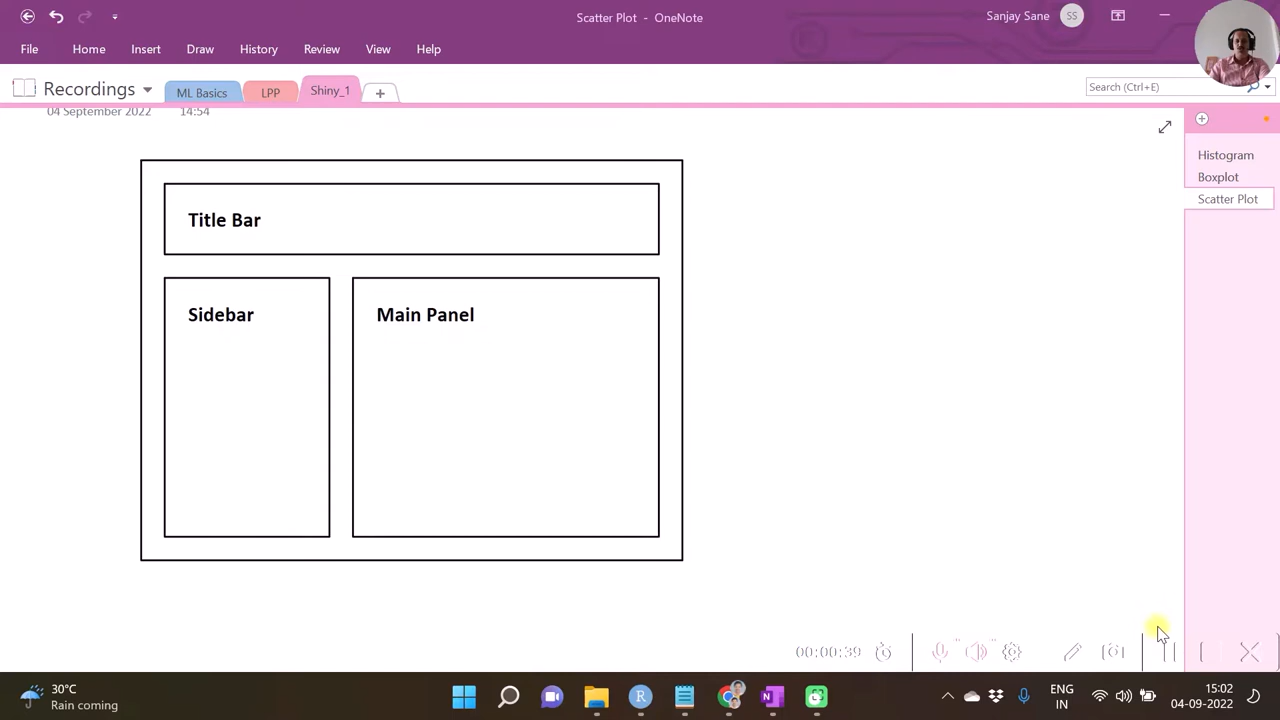 Scatter Plot - OneNote
Sanjay Sane SS
File Home Insert Draw History Review View Help
Recordings ML Basics LPP Shiny_1
Search (Ctrl+E)
04 September 2022 14:54
Histogram
Boxplot
Scatter Plot
Title Bar
Sidebar Main Panel
00:00:39
30°C
Rain coming
ENG
IN
15:02
04-09-2022